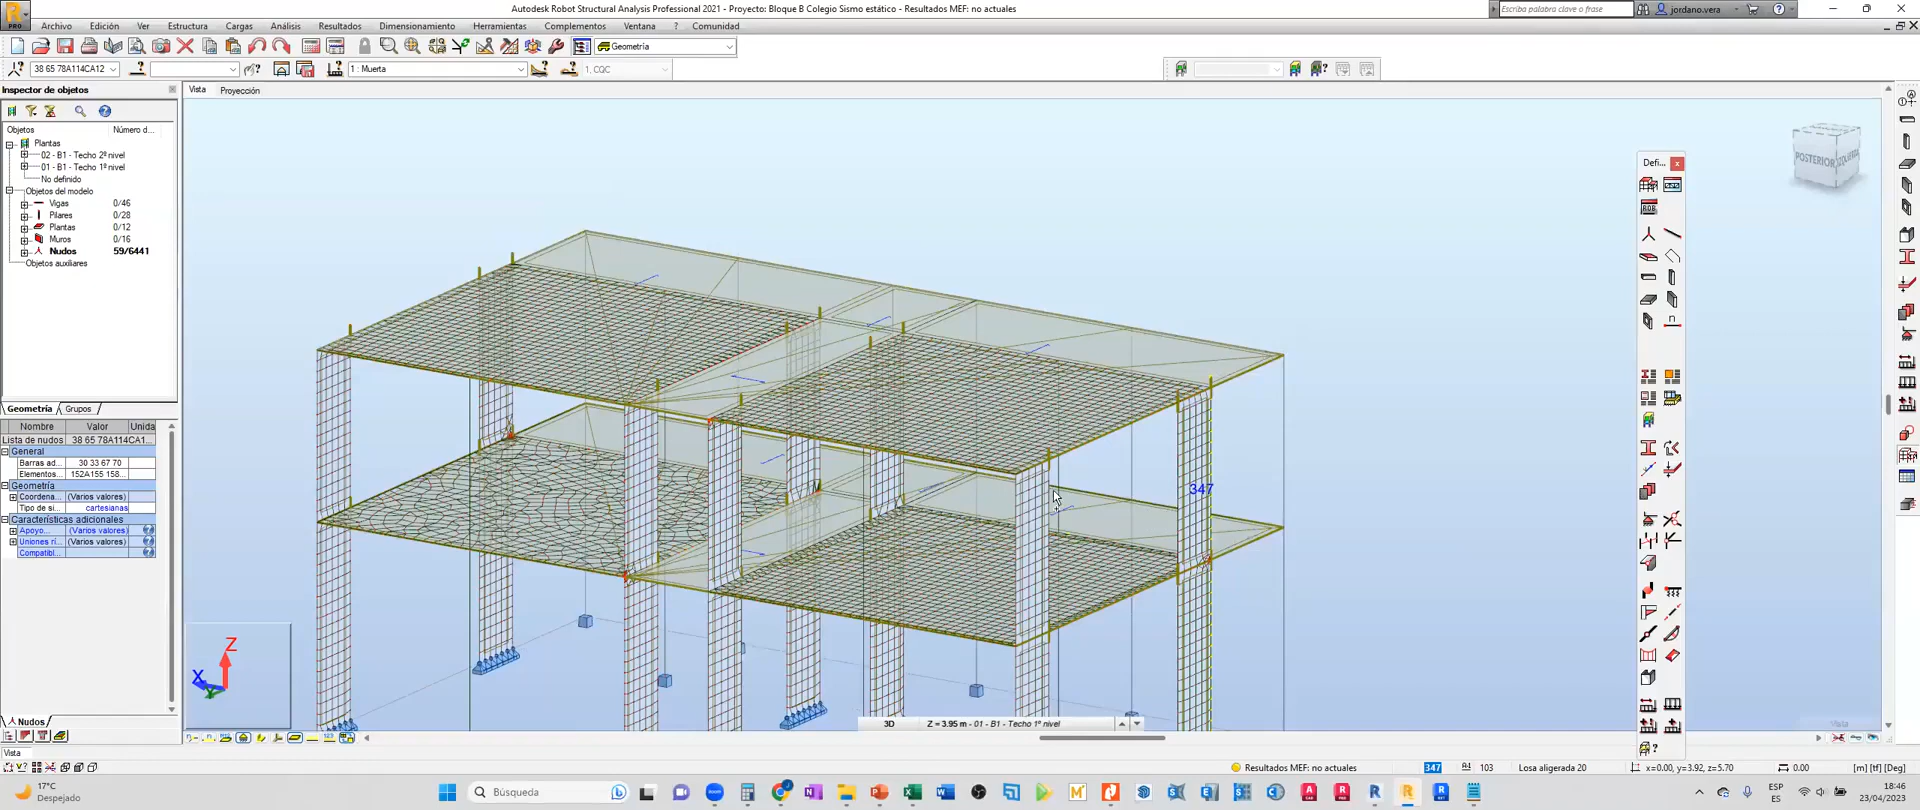 Autodesk Robot Structural Analysis Professional 2021 - Proyecto: Bloque B Colegio Sismo estático - Resultados MEF: no actuales
Escriba palabra clave o frase
jordano.vera
PRO
Archivo Edición Ver Estructura Cargas Análisis Resultados Dimensionamiento Herramientas Complementos Ventana Comunidad
Geometría
38 65 78A114CA12
1 : Muerta
1. CQC
Inspector de objetos
Vista Proyección
Objetos Número d...
Plantas
02 - B1 - Techo 2º nivel
01 - B1 - Techo 1º nivel
No definido
Objetos del modelo
Vigas 0/46
Pilares 0/28
Plantas 0/12
Muros 0/16
Nudos 59/6441
Objetos auxiliares
Defi...
POSTERIOR
Geometría Grupos
Nombre Valor Unida
Lista de nudos 38 65 78A114CA1...
General
Barras ad... 30 33 67 70
Elementos 152A155 158...
Geometría
Coordena... (Varios valores)
Tipo de si... cartesianas
Características adicionales
Apoyo... (Varios valores)
Uniones rí... (Varios valores)
Compatibl...
347
Z
X
3D Z = 3.95 m - 01 - B1 - Techo 1º nivel
Nudos
Vista
Vista
Resultados MEF: no actuales 347 103 Losa aligerada 20 x=0.00, y=3.92, z=5.70 0.00 [m] [tf] [Deg]
17°C
Despejado
Búsqueda
ESP
ES
18:46
23/04/2023